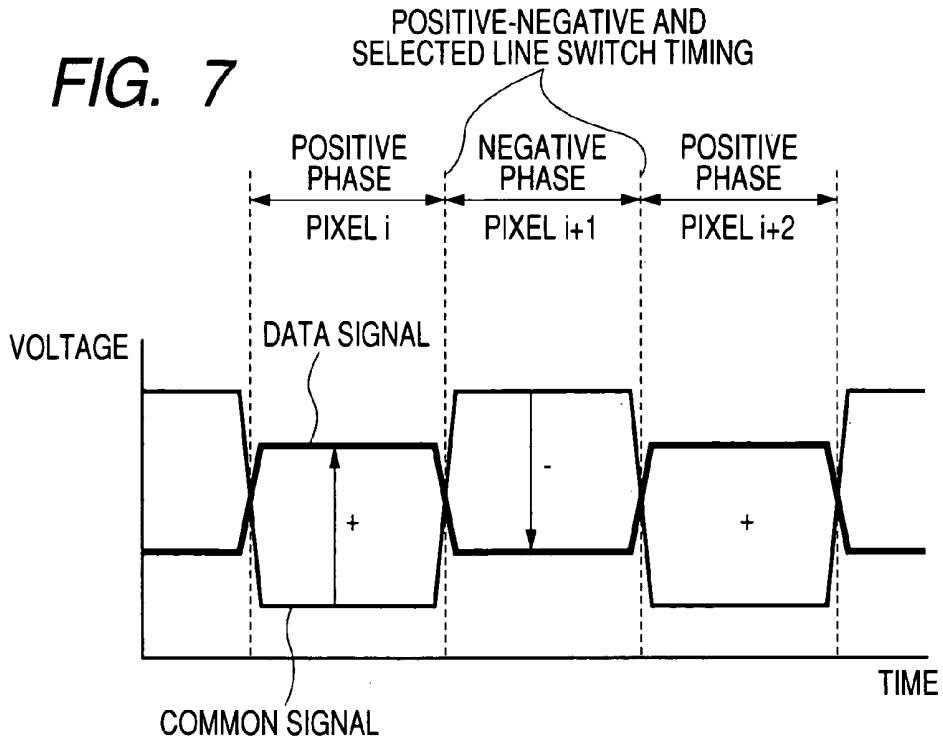 FIG. 7
POSITIVE-NEGATIVE AND
SELECTED LINE SWITCH TIMING
POSITIVE
PHASE
NEGATIVE
PHASE
POSITIVE
PHASE
PIXEL i
PIXEL i+1
PIXEL i+2
VOLTAGE
DATA SIGNAL
+
-
+
TIME
COMMON SIGNAL